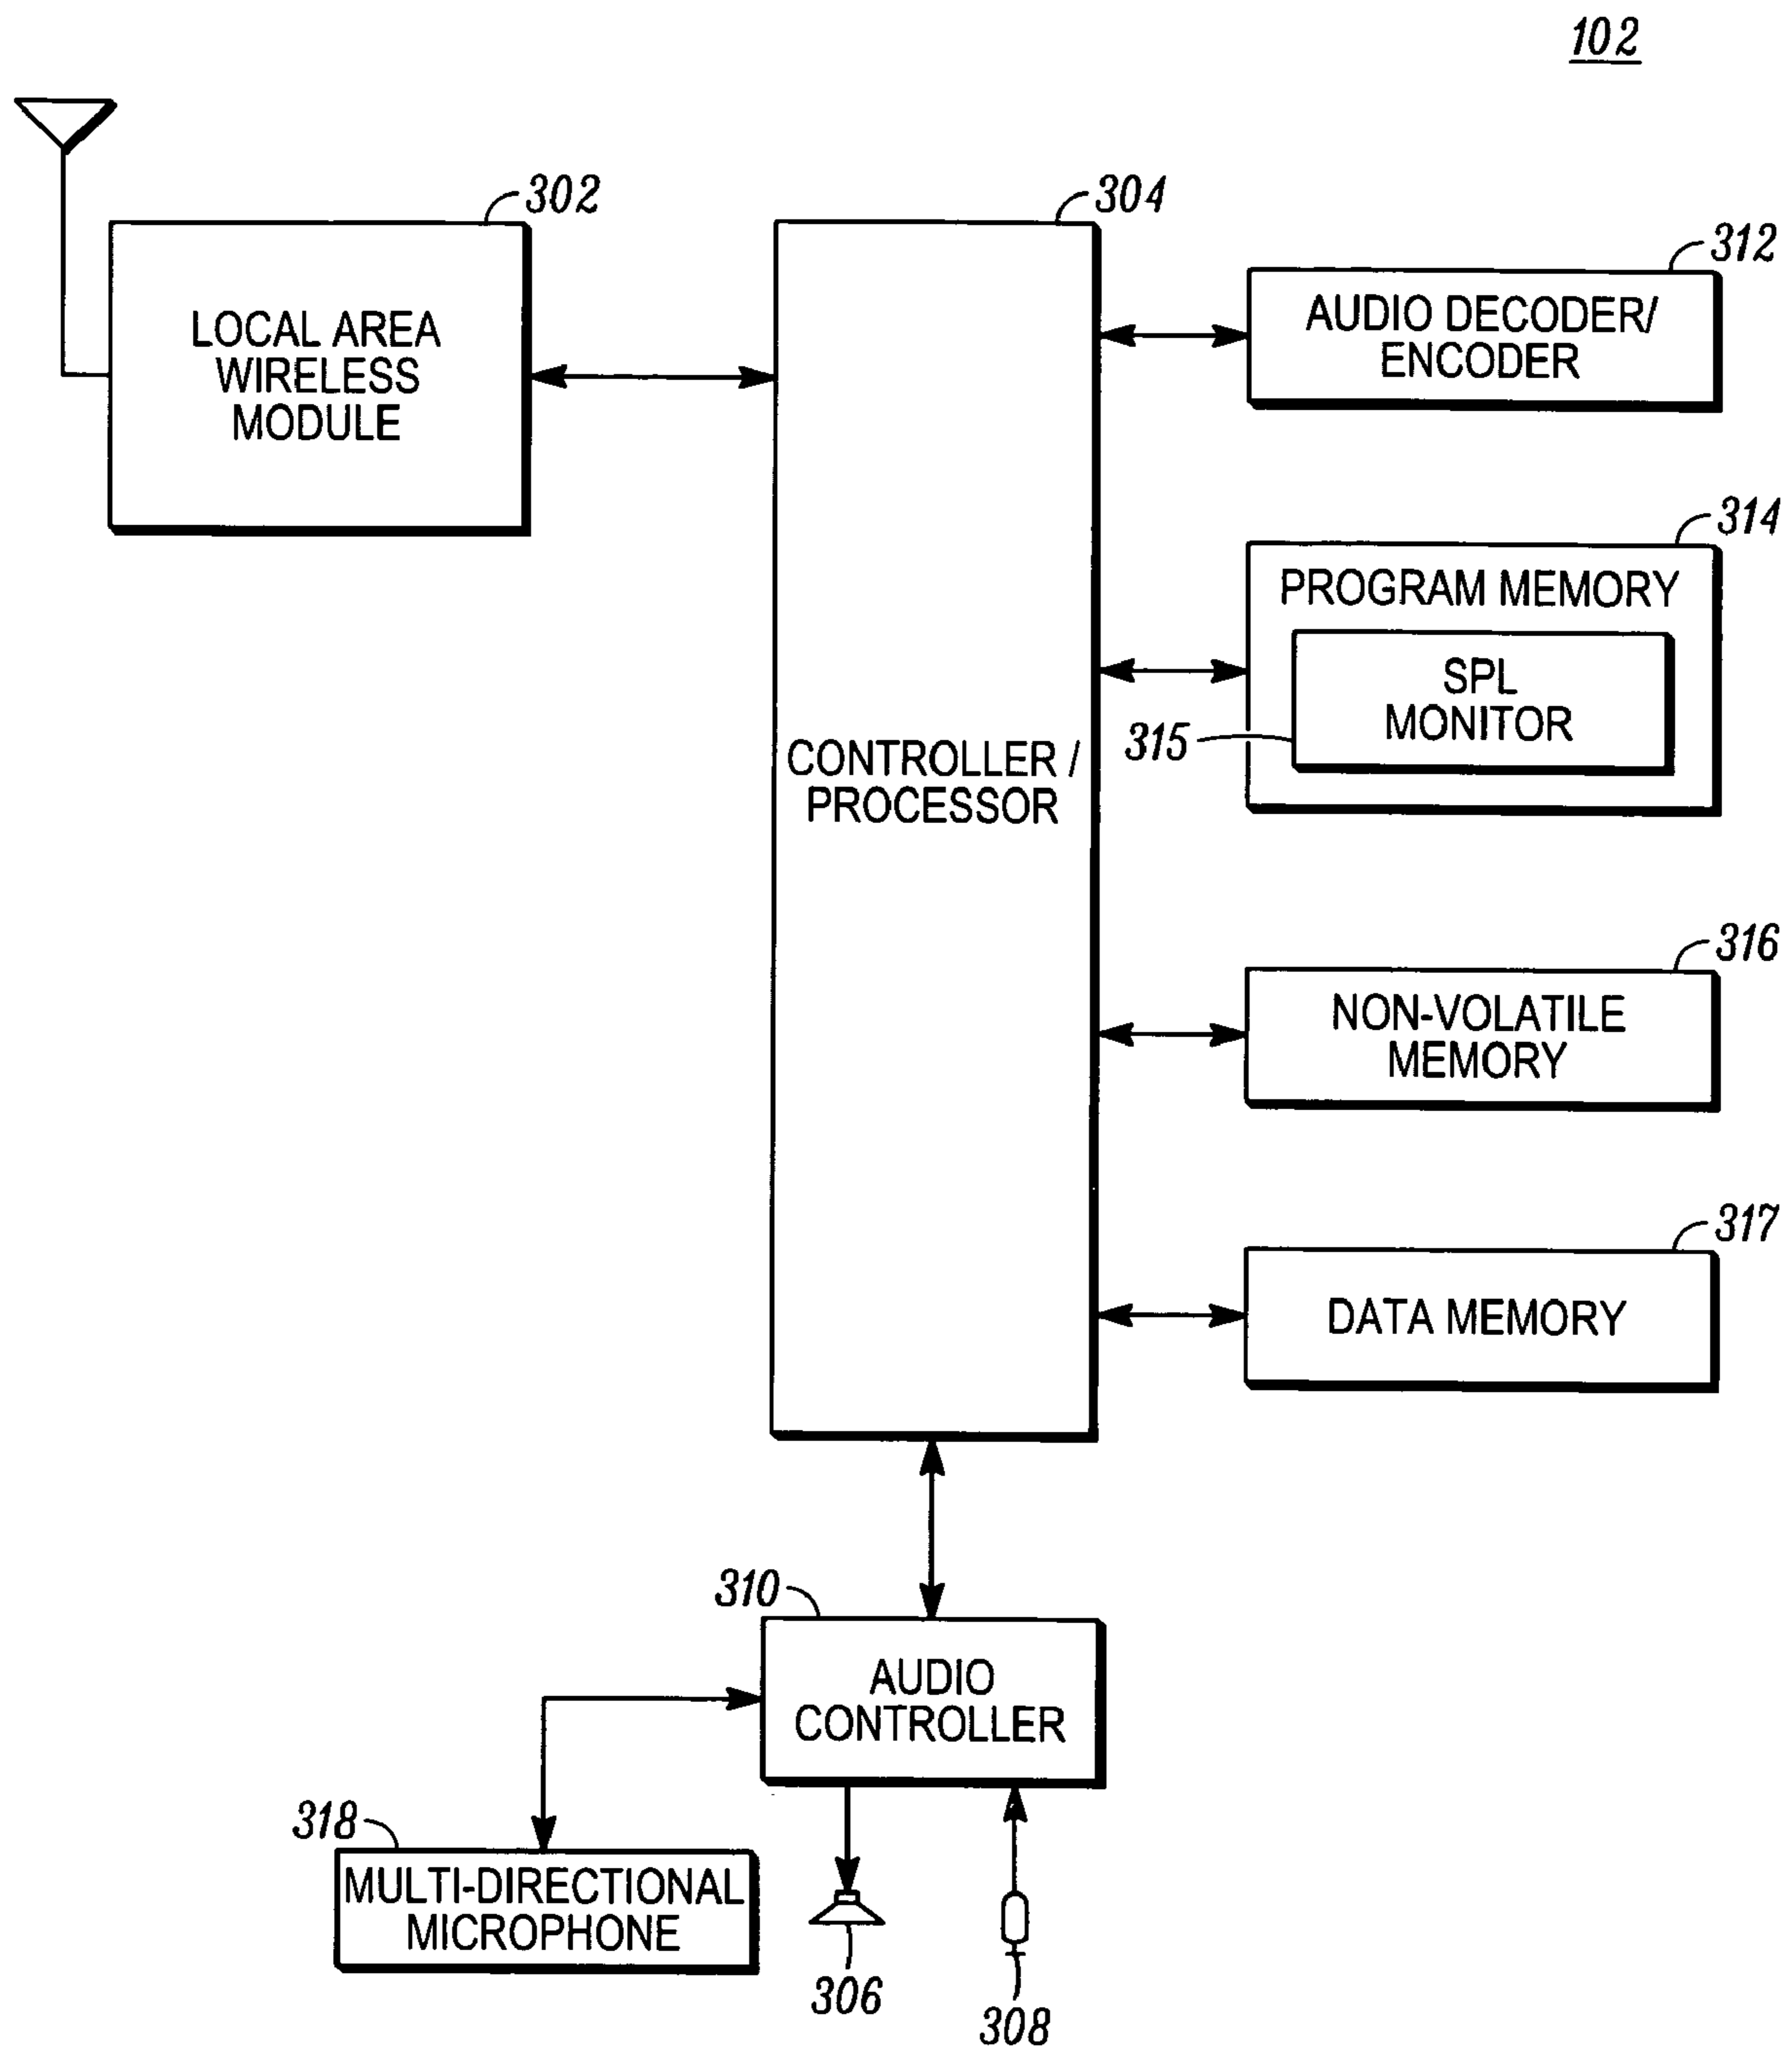 102
302
304
312
LOCAL AREA
WIRELESS
MODULE
AUDIO DECODER/
ENCODER
314
PROGRAM MEMORY
SPL
MONITOR
315
CONTROLLER /
PROCESSOR
316
NON-VOLATILE
MEMORY
317
DATA MEMORY
310
AUDIO
CONTROLLER
318
MULTI-DIRECTIONAL
MICROPHONE
306
308